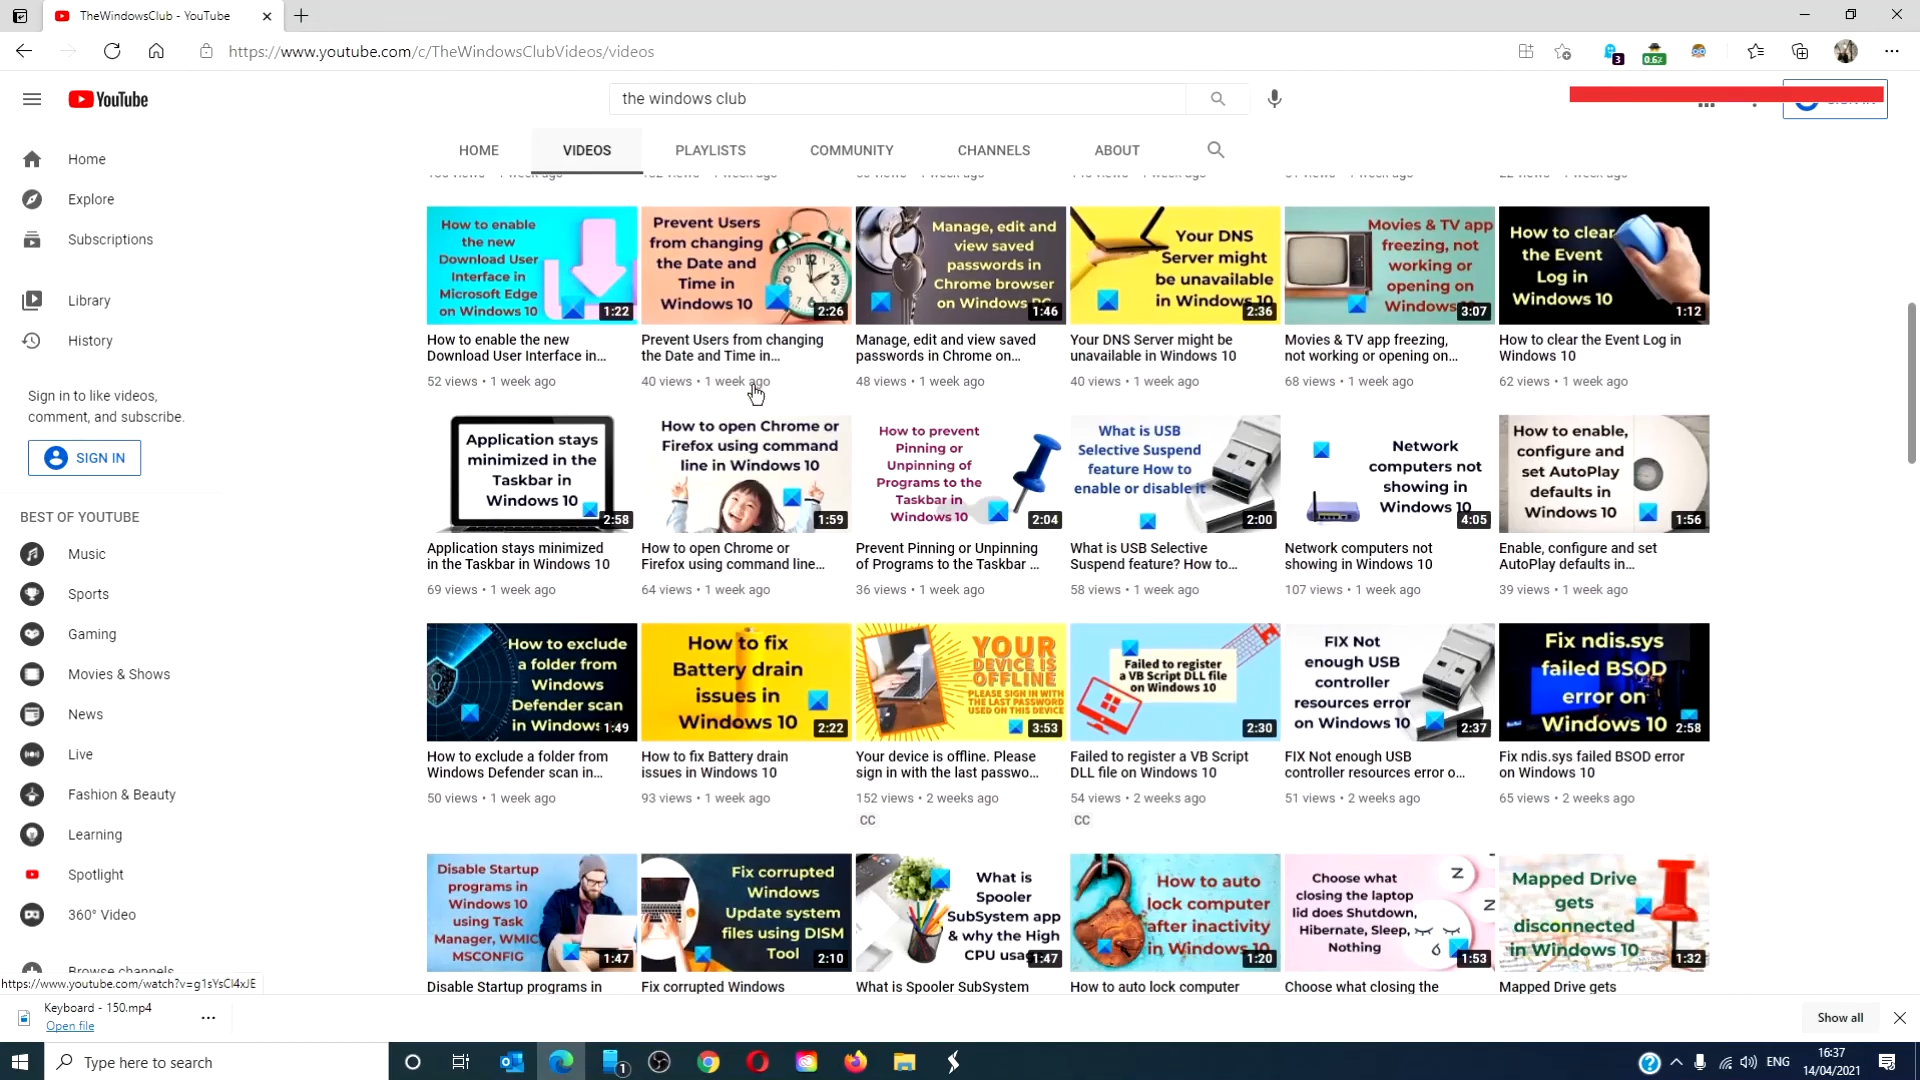 TheWindowsClub - YouTube
https://www.youtube.com/c/TheWindowsClubVideos/videos
3
0.6%
YouTube
the windows club
HOME
VIDEOS
PLAYLISTS
COMMUNITY
CHANNELS
ABOUT
Home
Explore
Subscriptions
Library
History
Sign in to like videos,
comment, and subscribe.
SIGN IN
BEST OF YOUTUBE
Music
Sports
Gaming
Movies & Shows
News
Live
Fashion & Beauty
Learning
Spotlight
360° Video
Browse channels
How to enable
the new
Download User
Interface in
Microsoft Edge
on Windows 10
1:22
Prevent Users
from changing
the Date and
Time in
Windows 10
2:26
Manage, edit and
view saved
passwords in
Chrome browser
on Windows PC
1:46
Your DNS
Server might
be unavailable
in Windows 10
2:36
Movies & TV app
freezing, not
working or
opening on
Windows
3:07
How to clear
the Event
Log in
Windows 10
1:12
How to enable the new
Download User Interface in...
52 views • 1 week ago
Prevent Users from changing
the Date and Time in...
40 views • 1 week ago
Manage, edit and view saved
passwords in Chrome on...
48 views • 1 week ago
Your DNS Server might be
unavailable in Windows 10
40 views • 1 week ago
Movies & TV app freezing,
not working or opening on...
68 views • 1 week ago
How to clear the Event Log in
Windows 10
62 views • 1 week ago
Application stays
minimized in the
Taskbar in
Windows 10
2:58
How to open Chrome or
Firefox using command
line in Windows 10
1:59
How to prevent
Pinning or
Unpinning of
Programs to the
Taskbar in
Windows 10
2:04
What is USB
Selective Suspend
feature How to
enable or disable it
2:00
Network
computers not
showing in
Windows 10
4:05
How to enable,
configure and
set AutoPlay
defaults in
Windows 10
1:56
Application stays minimized
in the Taskbar in Windows 10
69 views • 1 week ago
How to open Chrome or
Firefox using command line...
64 views • 1 week ago
Prevent Pinning or Unpinning
of Programs to the Taskbar ...
36 views • 1 week ago
What is USB Selective
Suspend feature? How to...
58 views • 1 week ago
Network computers not
showing in Windows 10
107 views • 1 week ago
Enable, configure and set
AutoPlay defaults in...
39 views • 1 week ago
How to exclude
a folder from
Windows
Defender scan
in Windows
1:49
How to fix
Battery drain
issues in
Windows 10
2:22
YOUR
DEVICE IS
OFFLINE
PLEASE SIGN IN WITH
THE LAST PASSWORD
USED ON THIS DEVICE
3:53
Failed to register
a VB Script DLL file
on Windows 10
2:30
FIX Not
enough USB
controller
resources error
on Windows 10
2:37
Fix ndis.sys
failed BSOD
error on
Windows 10
2:58
How to exclude a folder from
Windows Defender scan in...
50 views • 1 week ago
How to fix Battery drain
issues in Windows 10
93 views • 1 week ago
Your device is offline. Please
sign in with the last passwo...
152 views • 2 weeks ago
CC
Failed to register a VB Script
DLL file on Windows 10
54 views • 2 weeks ago
CC
FIX Not enough USB
controller resources error o...
51 views • 2 weeks ago
Fix ndis.sys failed BSOD error
on Windows 10
65 views • 2 weeks ago
Disable Startup
programs in
Windows 10
using Task
Manager, WMIC
MSCONFIG
1:47
Fix corrupted
Windows
Update system
files using DISM
Tool
2:10
What is
Spooler
SubSystem app
& why the High
CPU usage
1:47
How to auto
lock computer
after inactivity
in Windows 10
1:20
Choose what
closing the laptop
lid does Shutdown,
Hibernate, Sleep,
Nothing
Z
Z
1:53
Mapped Drive
gets
disconnected
in Windows 10
1:32
Disable Startup programs in
Fix corrupted Windows
What is Spooler SubSystem
How to auto lock computer
Choose what closing the
Mapped Drive gets
https://www.youtube.com/watch?v=g1sYsCl4xJE
Keyboard - 150.mp4
Open file
Show all
Type here to search
1
ENG
16:37
14/04/2021